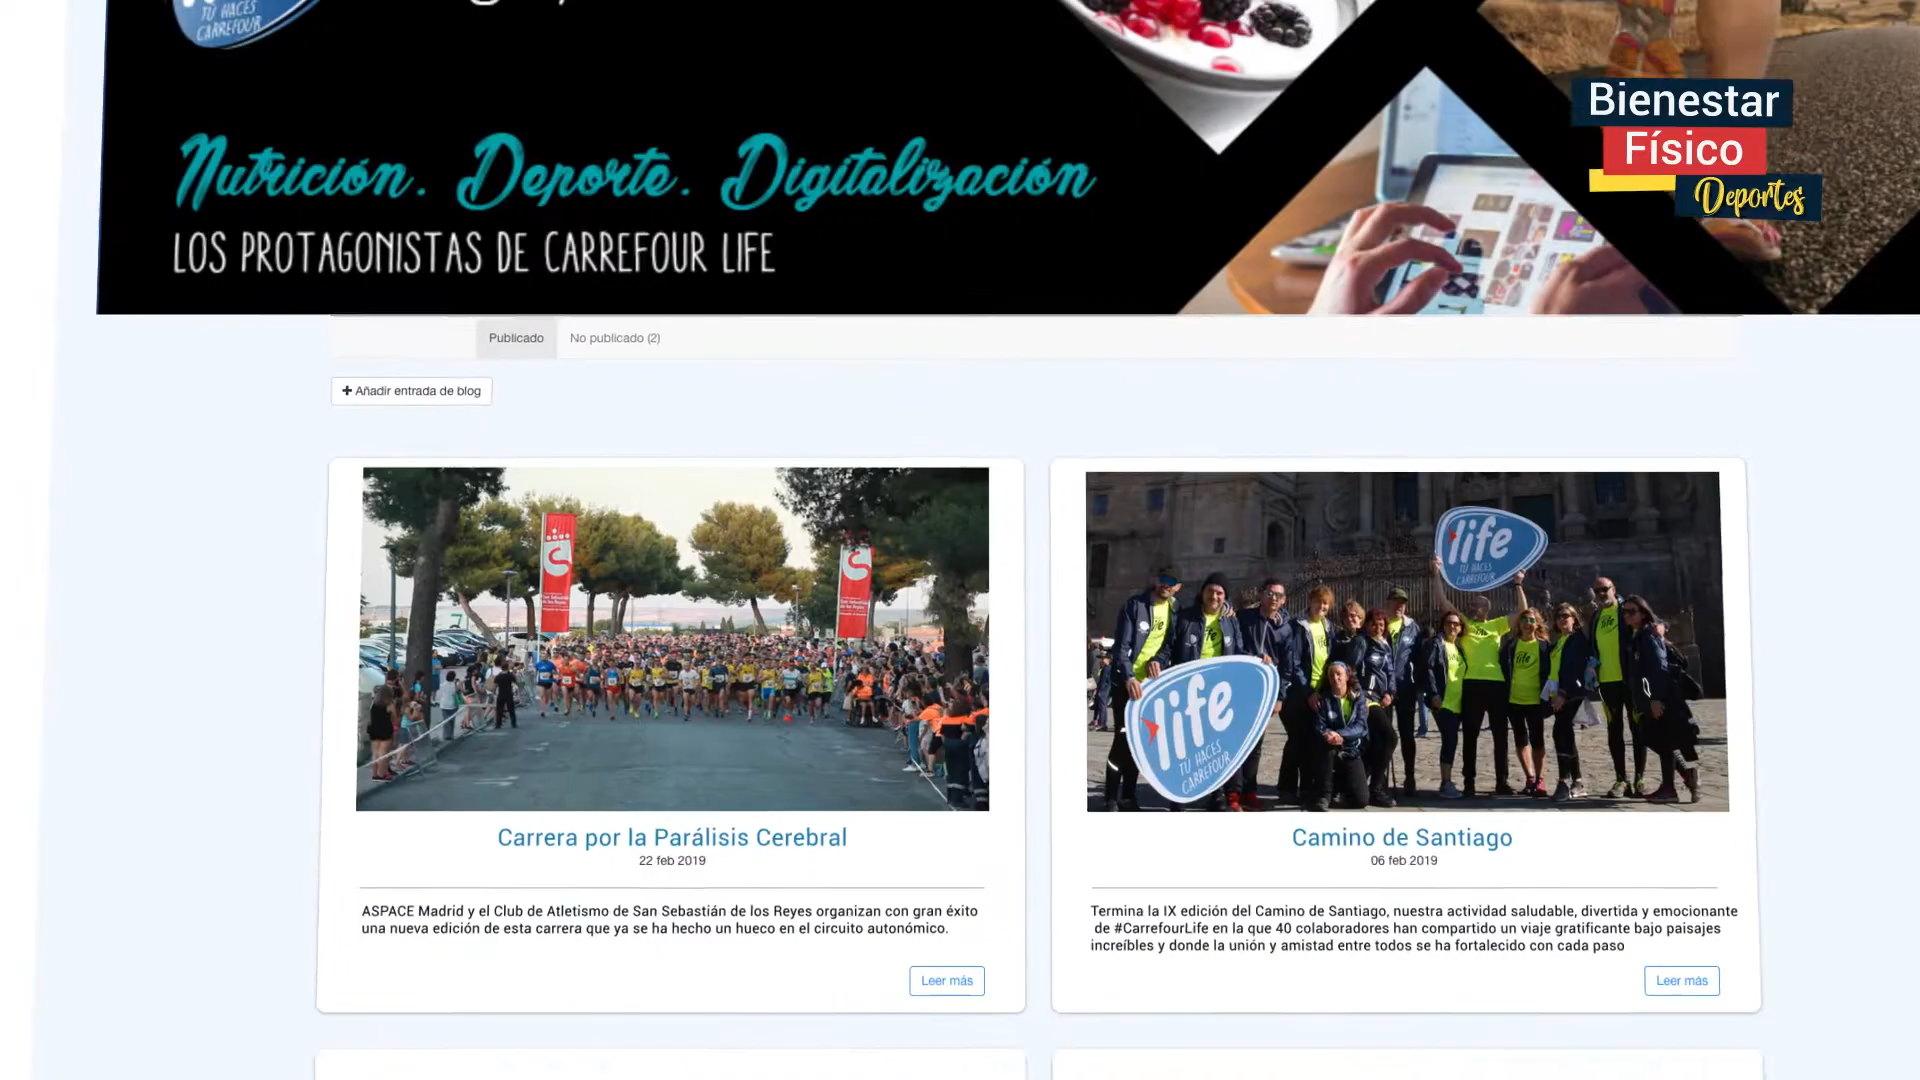 TU HACES
CARREFOUR
Nutrición. Deporte. Digitalización
LOS PROTAGONISTAS DE CARREFOUR LIFE
Bienestar
Físico
Deportes
Publicado
No publicado (2)
Añadir entrada de blog
life
TU HACES
CARREFOUR
life
TU HACES
CARREFOUR
Carrera por la Parálisis Cerebral
22 feb 2019
ASPACE Madrid y el Club de Atletismo de San Sebastián de los Reyes organizan con gran éxito
una nueva edición de esta carrera que ya se ha hecho un hueco en el circuito autonómico.
Leer más
Camino de Santiago
06 feb 2019
Termina la IX edición del Camino de Santiago, nuestra actividad saludable, divertida y emocionante
de #CarrefourLife en la que 40 colaboradores han compartido un viaje gratificante bajo paisajes
increíbles y donde la unión y amistad entre todos se ha fortalecido con cada paso
Leer más